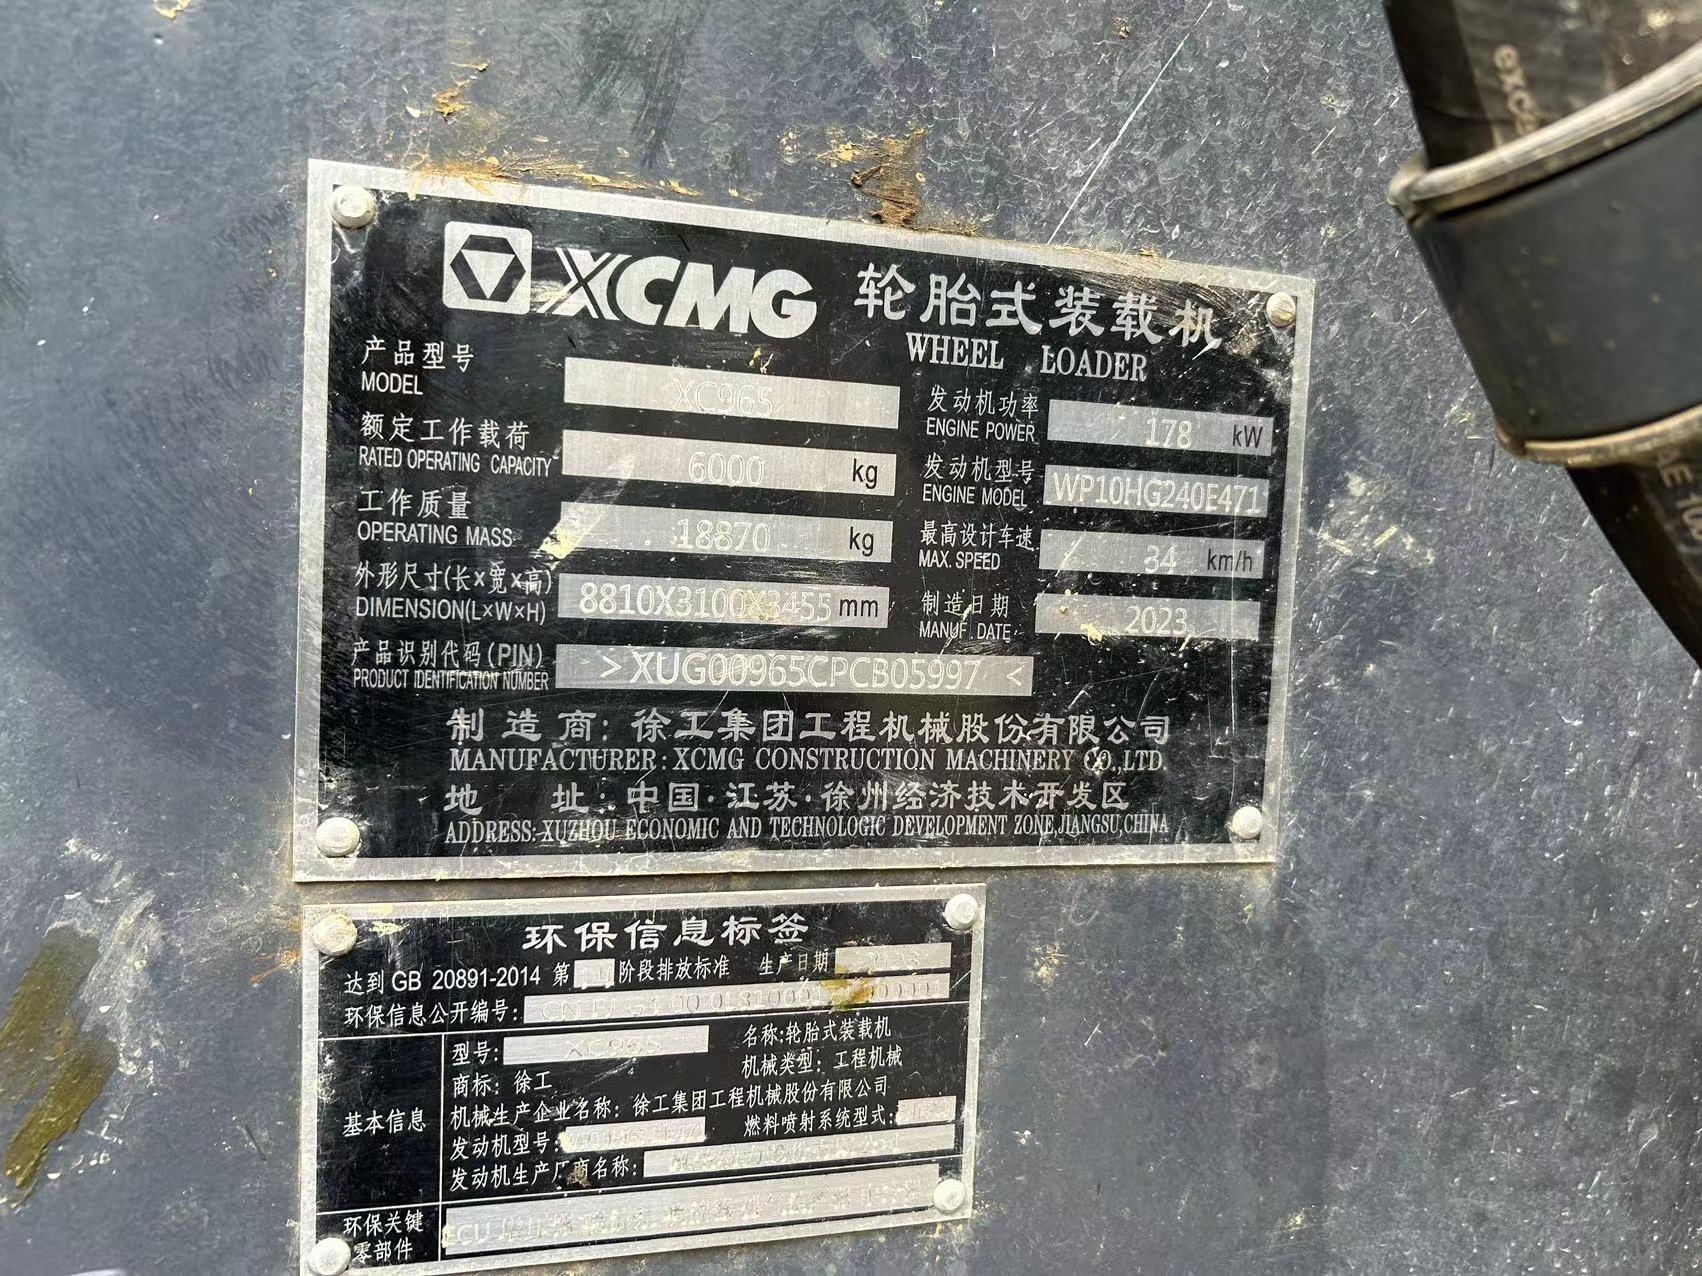 XCMG 轮胎式装载机
WHEEL LOADER
产品型号 XC965
MODEL
发动机功率 178 kW
ENGINE POWER
额定工作载荷 6000 kg
RATED OPERATING CAPACITY
发动机型号 WP10HG240E471
ENGINE MODEL
工作质量 18870 kg
OPERATING MASS
最高设计车速 34 km/h
MAX. SPEED
外形尺寸(长×宽×高) 8810X3100X3455 mm
DIMENSION(L×W×H)
制造日期 2023
MANUF. DATE
产品识别代码(PIN) >XUG00965CPCB05997<
PRODUCT IDENTIFICATION NUMBER
制造商:徐工集团工程机械股份有限公司
MANUFACTURER: XCMG CONSTRUCTION MACHINERY CO.,LTD.
地址:中国·江苏·徐州经济技术开发区
ADDRESS: XUZHOU ECONOMIC AND TECHNOLOGIC DEVELOPMENT ZONE,JIANGSU,CHINA
环保信息标签
达到GB 20891-2014 第 阶段排放标准 生产日期
环保信息公开编号:
基本信息
型号: XC965 名称:轮胎式装载机
商标:徐工 机械类型:工程机械
机械生产企业名称:徐工集团工程机械股份有限公司
发动机型号: 燃料喷射系统型式:
发动机生产厂商名称:
环保关键零部件 ECU